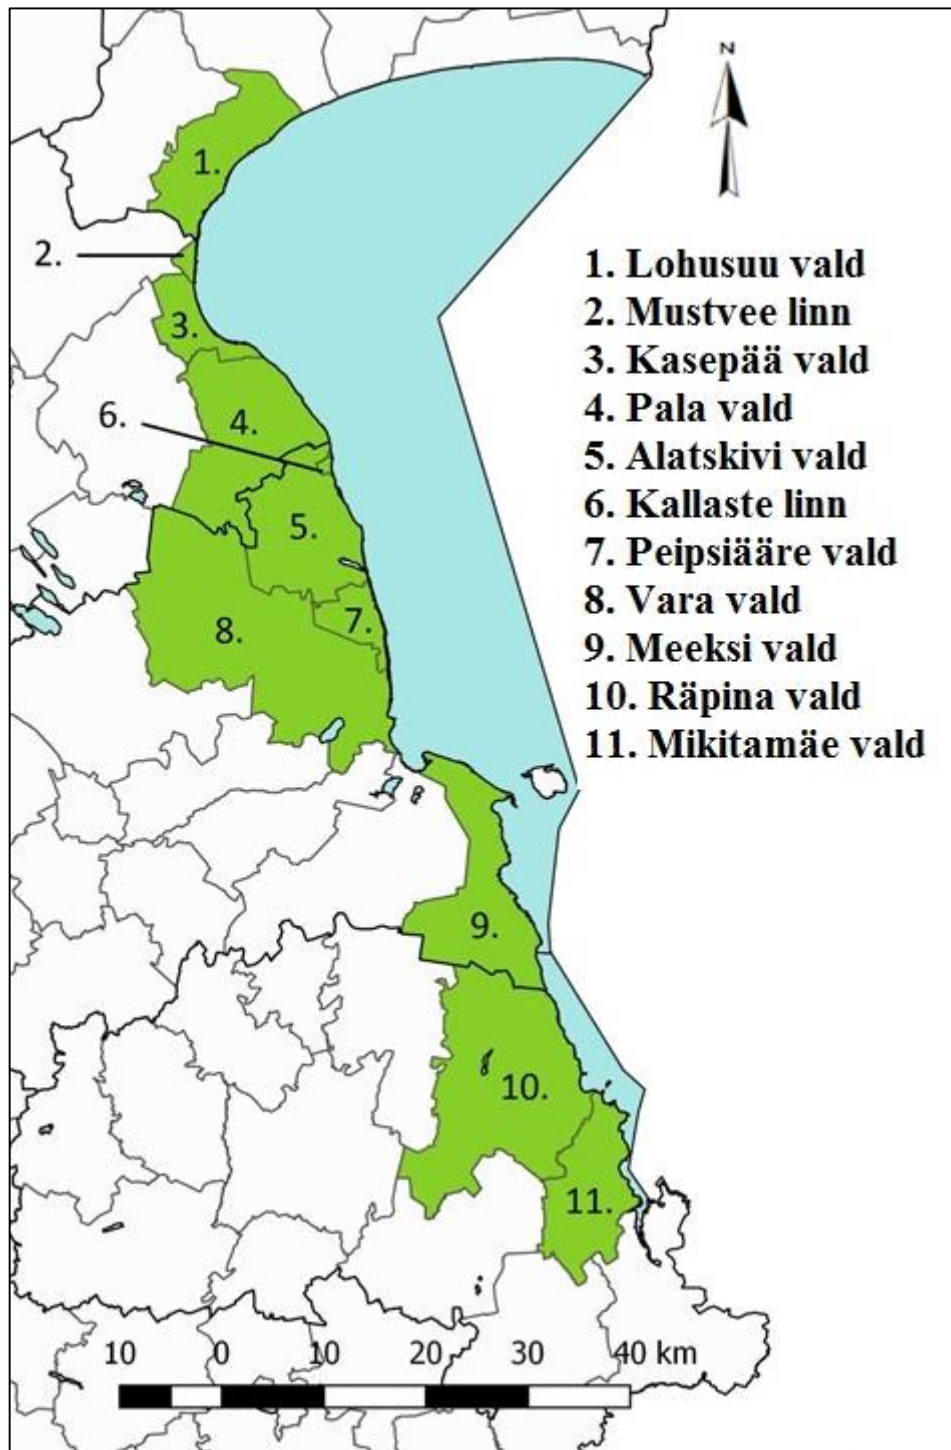 N
1.
2.
3.
4.
6.
5.
7.
8.
9.
10.
11.
1. Lohusuu vald
2. Mustvee linn
3. Kasepää vald
4. Pala vald
5. Alatskivi vald
6. Kallaste linn
7. Peipsiääre vald
8. Vara vald
9. Meeksi vald
10. Räpina vald
11. Mikitamäe vald
10 0 10 20 30 40 km